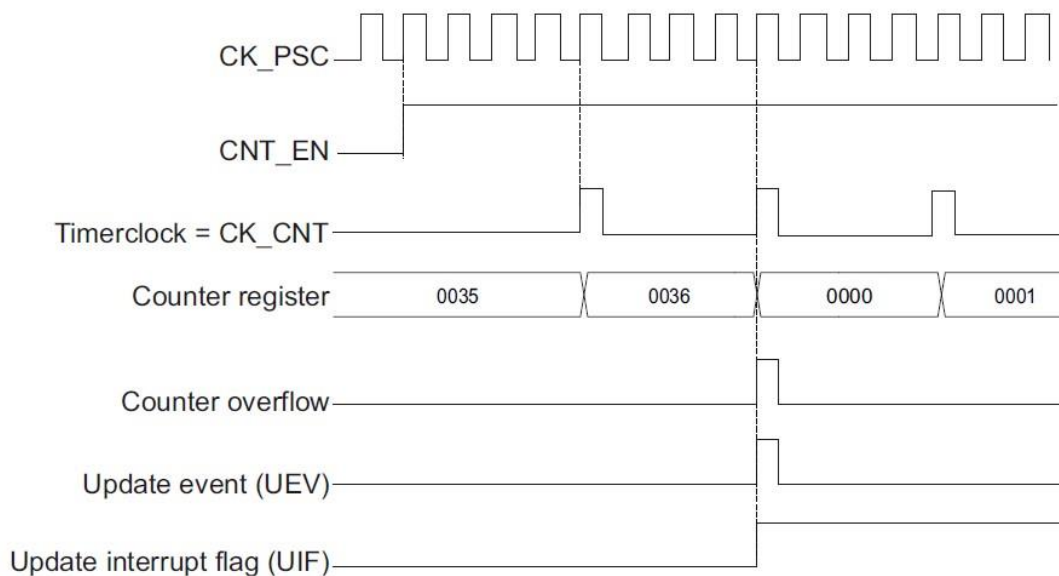 CK_PSC
CNT_EN
Timerclock = CK_CNT
Counter register 0035 0036 0000 0001
Counter overflow
Update event (UEV)
Update interrupt flag (UIF)